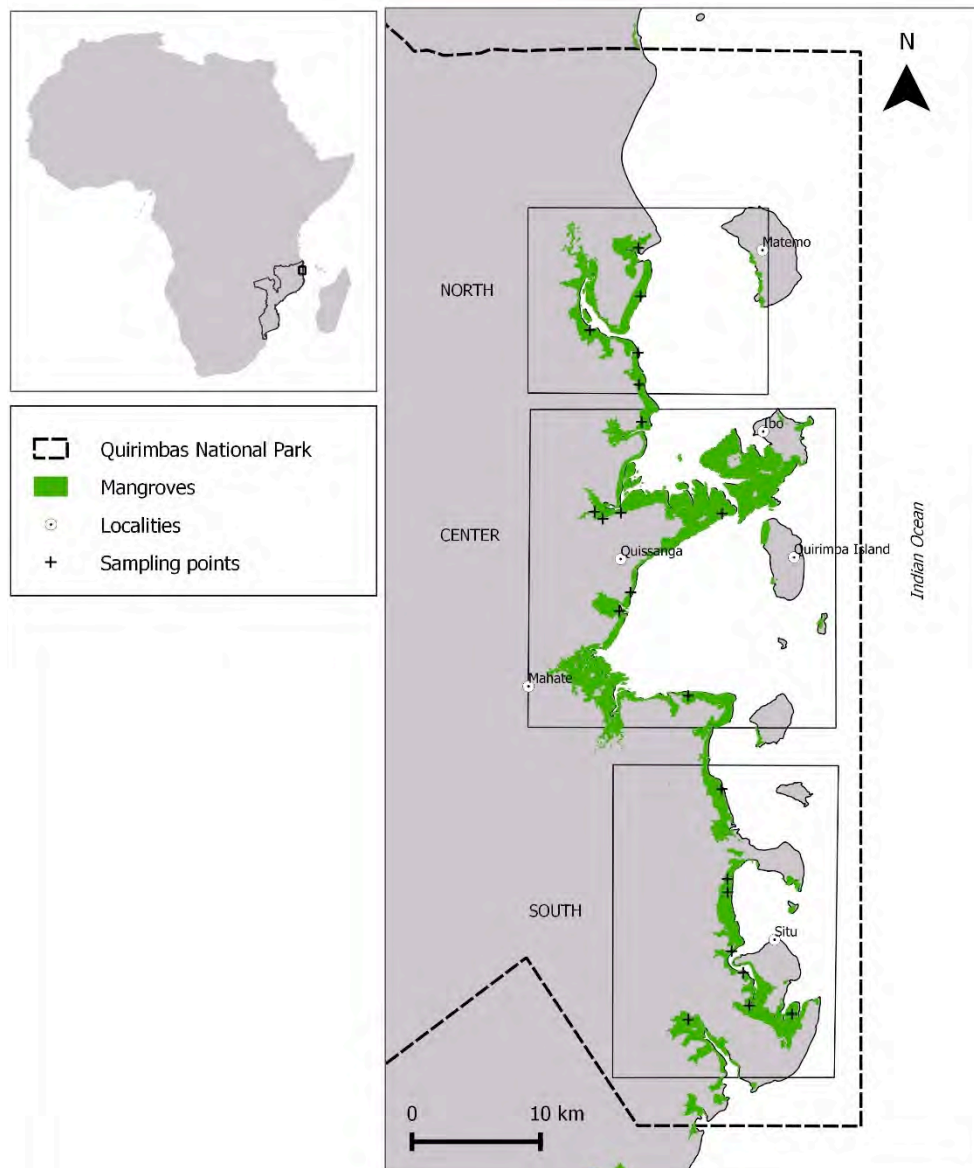 N
Matemo
NORTH
Ibo
Quirimbas National Park
Mangroves
Localities
Sampling points
CENTER
Quissanga
Quirimba Island
Indian Ocean
Mahate
SOUTH
Situ
0 10 km